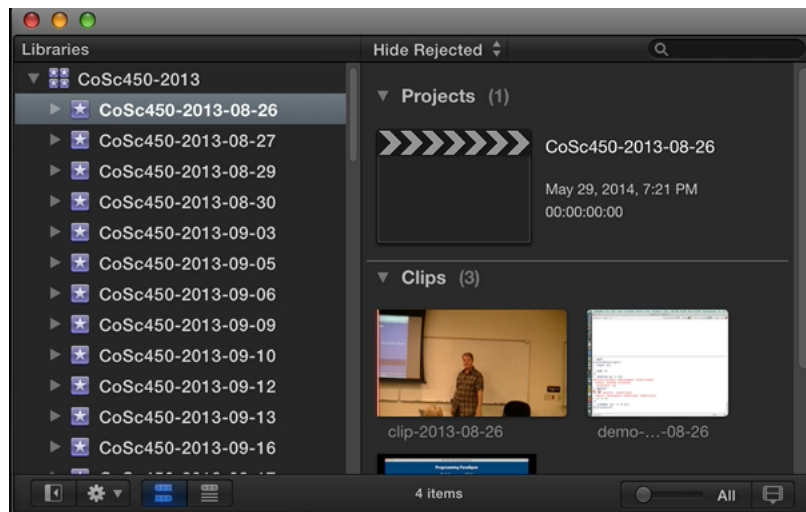 Libraries
Hide Rejected
CoSc450-2013
CoSc450-2013-08-26
CoSc450-2013-08-27
CoSc450-2013-08-29
CoSc450-2013-08-30
CoSc450-2013-09-03
CoSc450-2013-09-05
CoSc450-2013-09-06
CoSc450-2013-09-09
CoSc450-2013-09-10
CoSc450-2013-09-12
CoSc450-2013-09-13
CoSc450-2013-09-16
Projects (1)
CoSc450-2013-08-26
May 29, 2014, 7:21 PM
00:00:00:00
Clips (3)
clip-2013-08-26
demo-...-08-26
Programming Paradigms
4 items
All